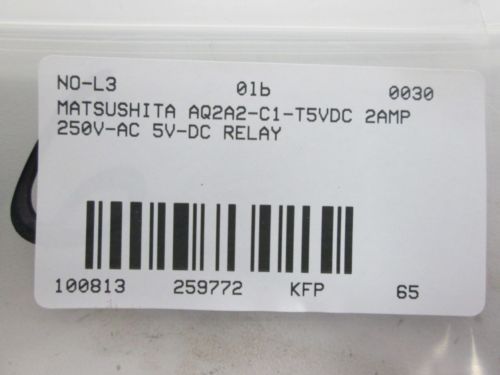 NO-L3 01b 0030
MATSUSHITA AQ2A2-C1-T5VDC 2AMP
250V-AC 5V-DC RELAY
100813 259772 KFP 65